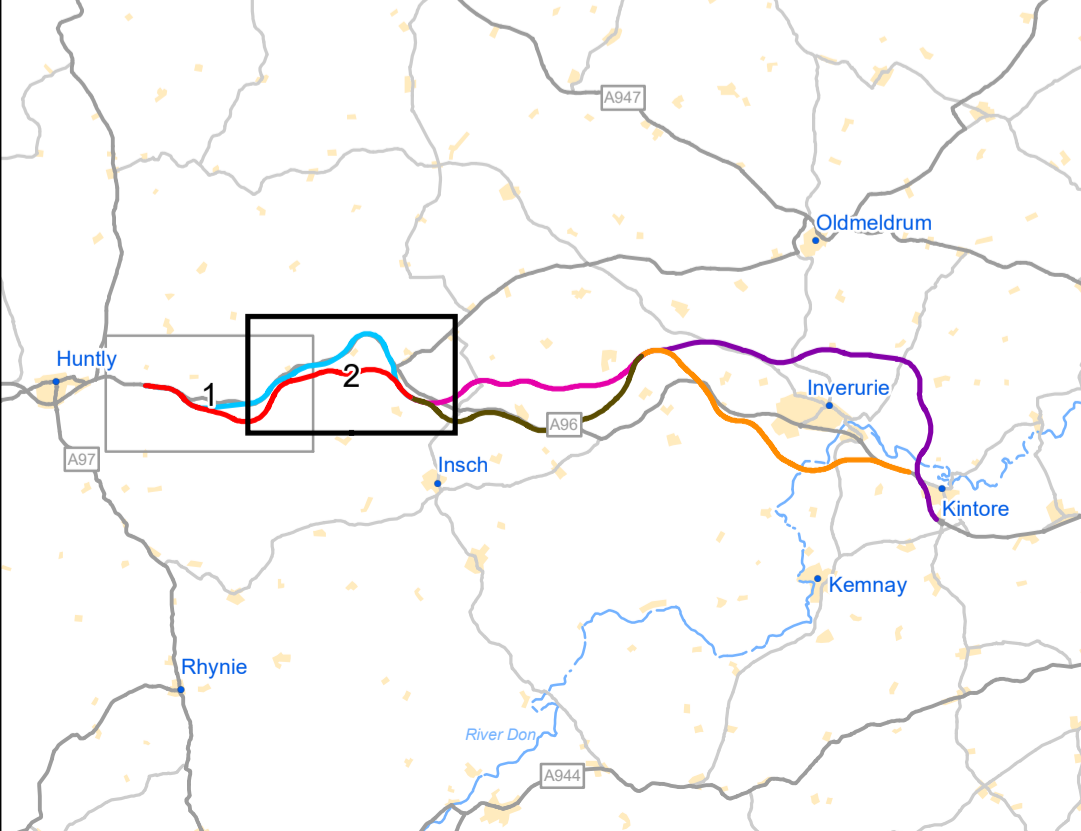 A947
Oldmeldrum
Huntly
1
2
Inverurie
A96
A97
Insch
Kintore
Kemnay
Rhynie
River Don
A944